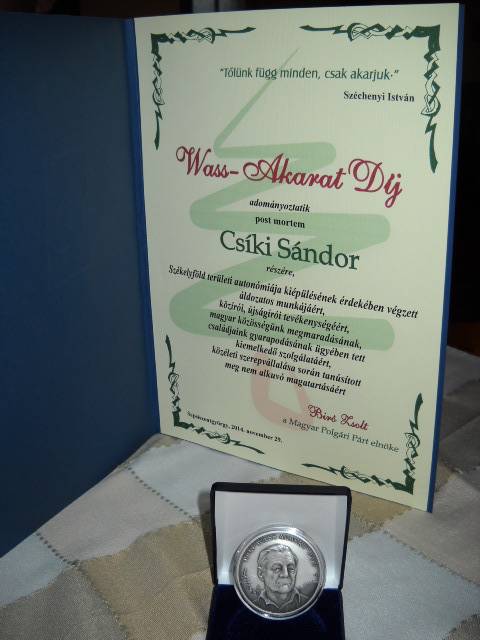 "Tőlünk függ minden, csak akarjuk."
Széchenyi István
Wass-Akarat Díj
adományoztatik
post mortem
Csíki Sándor
részére,
Székelyföld területi autonómiája kiépülésének érdekében végzett
áldozatos munkájáért,
közírói, újságírói tevékenységéért,
magyar közösségünk megmaradásának,
családjaink gyarapodásának ügyében tett
kiemelkedő szolgálatáért,
közéleti szerepvállalása során tanúsított
meg nem alkuvó magatartásáért
Biró Zsolt
a Magyar Polgári Párt elnöke
Sepsiszentgyörgy, 2014. november 29.